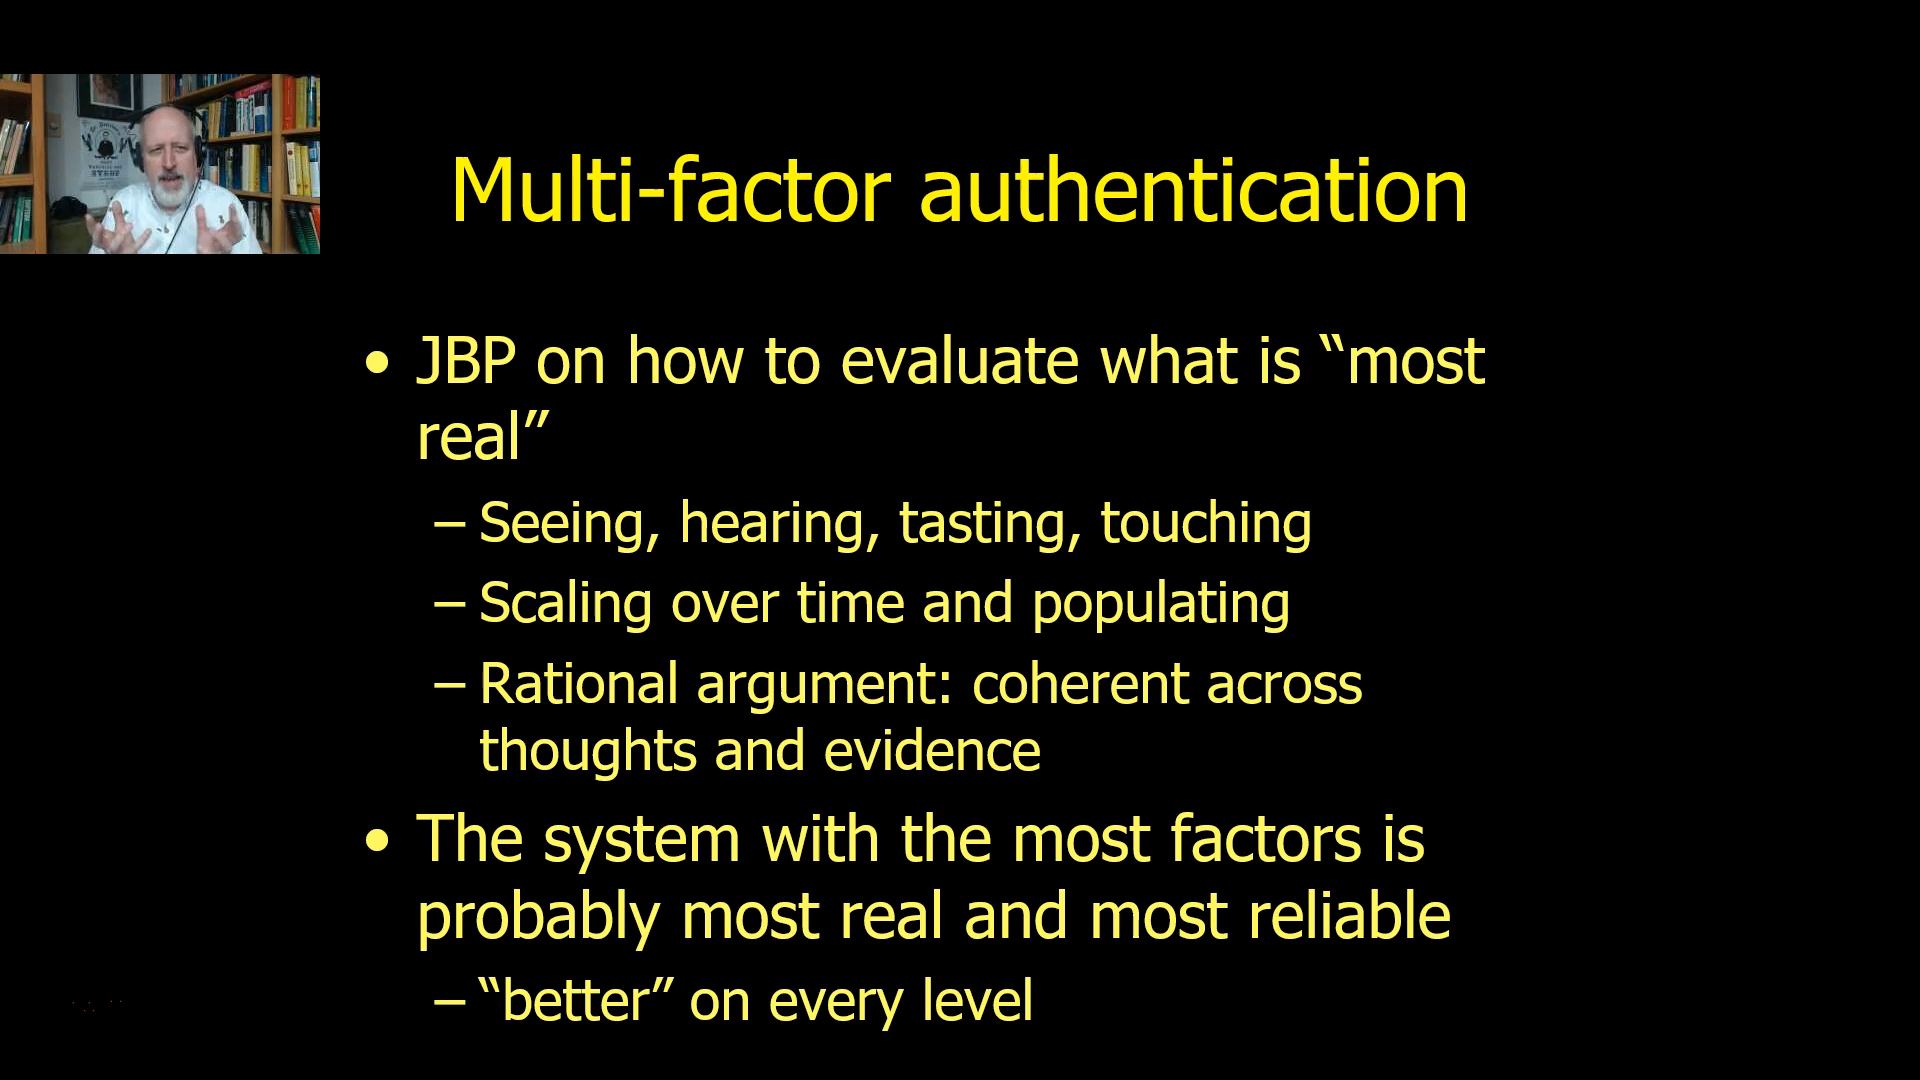 Multi-factor authentication
• JBP on how to evaluate what is “most
real”
– Seeing, hearing, tasting, touching
– Scaling over time and populating
– Rational argument: coherent across
thoughts and evidence
• The system with the most factors is
probably most real and most reliable
– “better” on every level